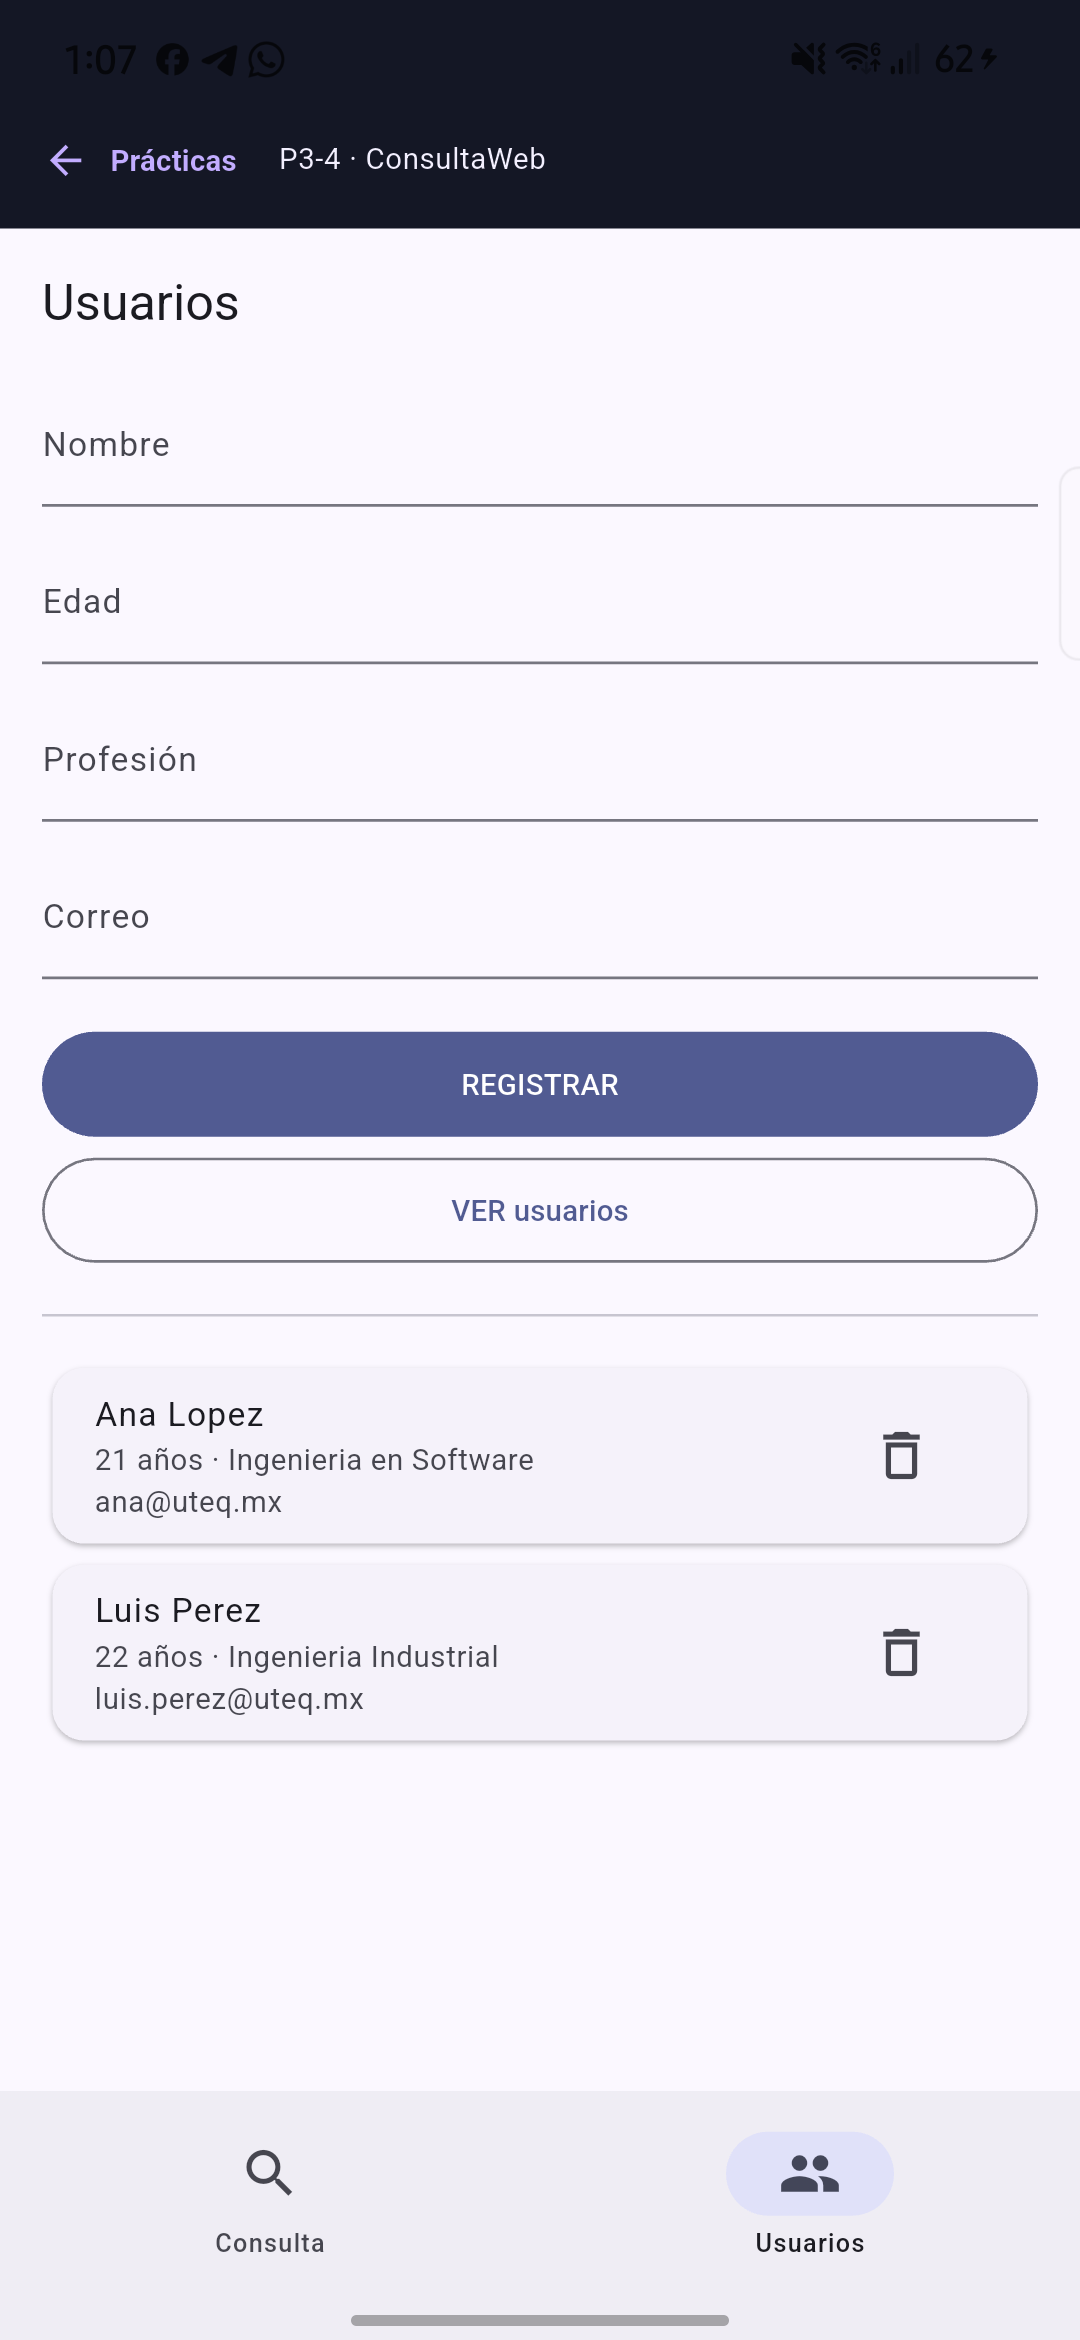 1:07
6
62
Prácticas
P3-4 · ConsultaWeb
Usuarios
Nombre
Edad
Profesión
Correo
REGISTRAR
VER usuarios
Ana Lopez
21 años · Ingenieria en Software
ana@uteq.mx
Luis Perez
22 años · Ingenieria Industrial
luis.perez@uteq.mx
Consulta
Usuarios